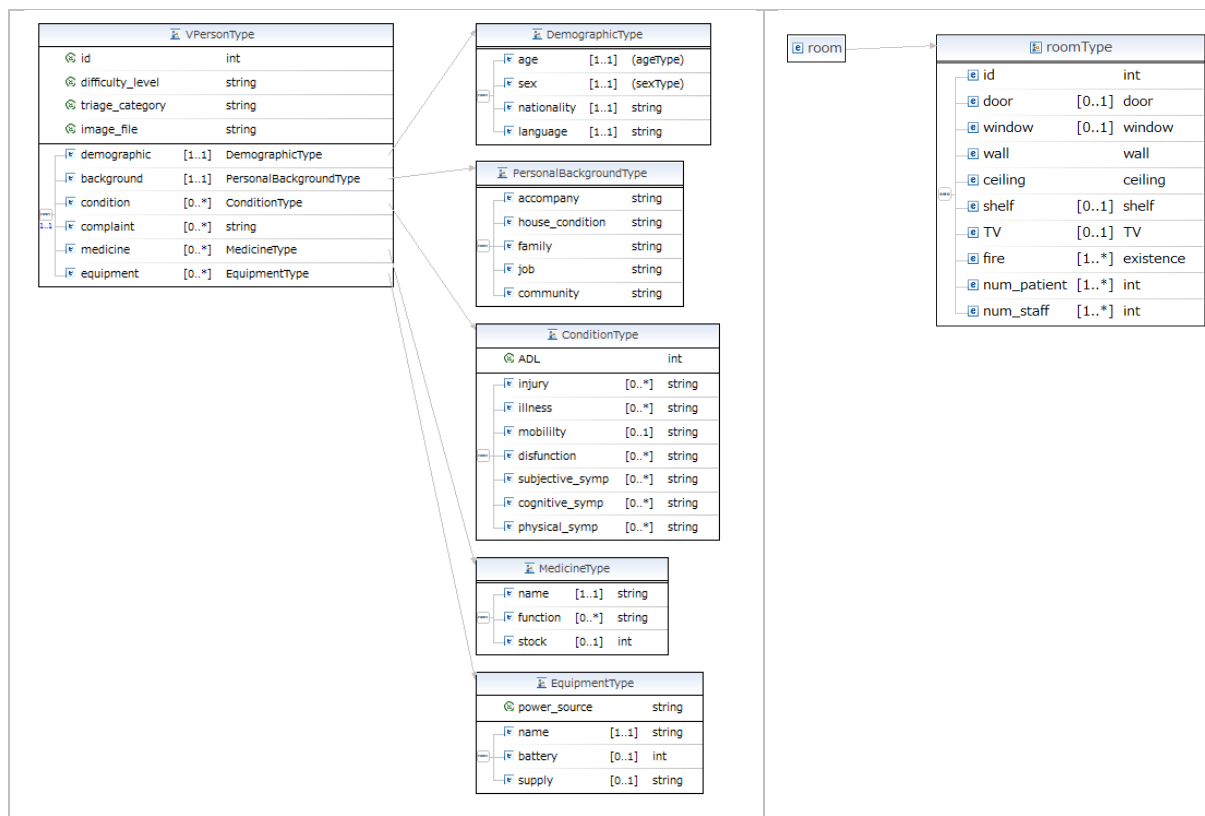 VPersonType
id int
difficulty_level string
triage_category string
image_file string
demographic [1..1] DemographicType
background [1..1] PersonalBackgroundType
condition [0..*] ConditionType
1..1 complaint [0..*] string
medicine [0..*] MedicineType
equipment [0..*] EquipmentType
DemographicType
age [1..1] (ageType)
sex [1..1] (sexType)
nationality [1..1] string
language [1..1] string
PersonalBackgroundType
accompany string
house_condition string
family string
job string
community string
ConditionType
ADL int
injury [0..*] string
illness [0..*] string
mobililty [0..1] string
disfunction [0..*] string
subjective_symp [0..*] string
cognitive_symp [0..*] string
physical_symp [0..*] string
MedicineType
name [1..1] string
function [0..*] string
stock [0..1] int
EquipmentType
power_source string
name [1..1] string
battery [0..1] int
supply [0..1] string
room
roomType
id int
door [0..1] door
window [0..1] window
wall wall
ceiling ceiling
shelf [0..1] shelf
TV [0..1] TV
fire [1..*] existence
num_patient [1..*] int
num_staff [1..*] int